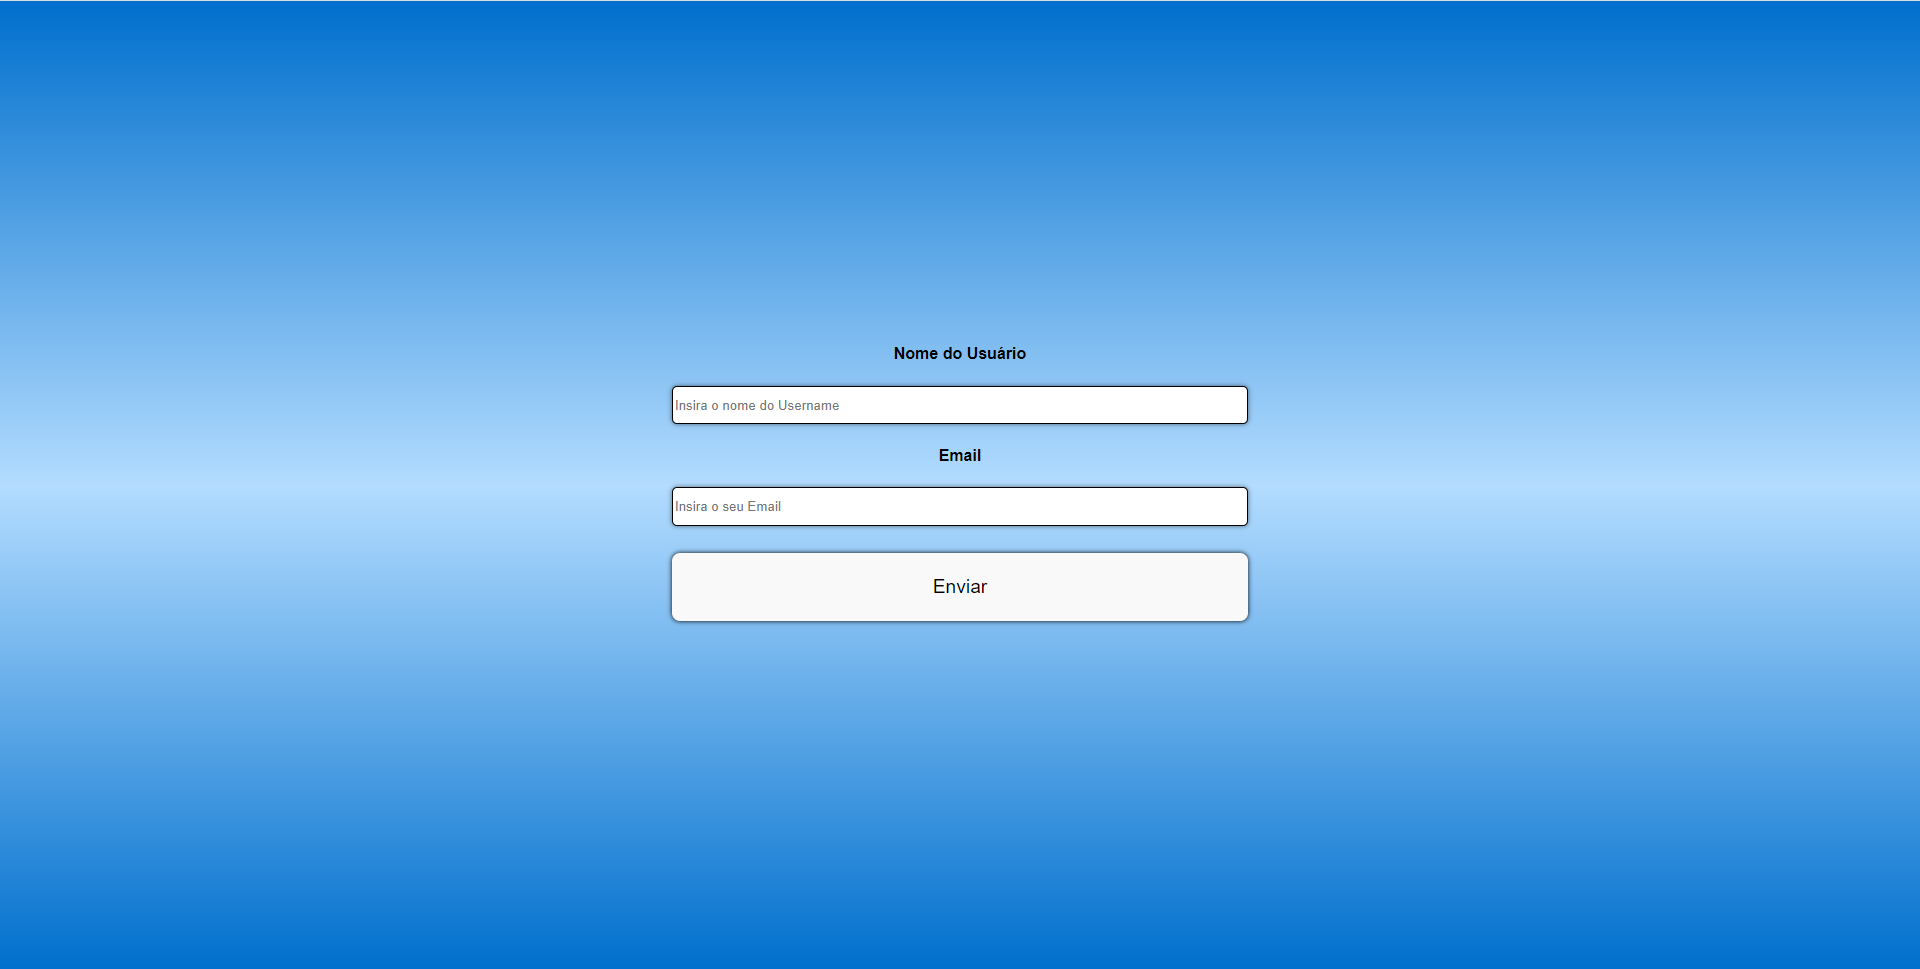 Nome do Usuário
Insira o nome do Username
Email
Insira o seu Email
Enviar